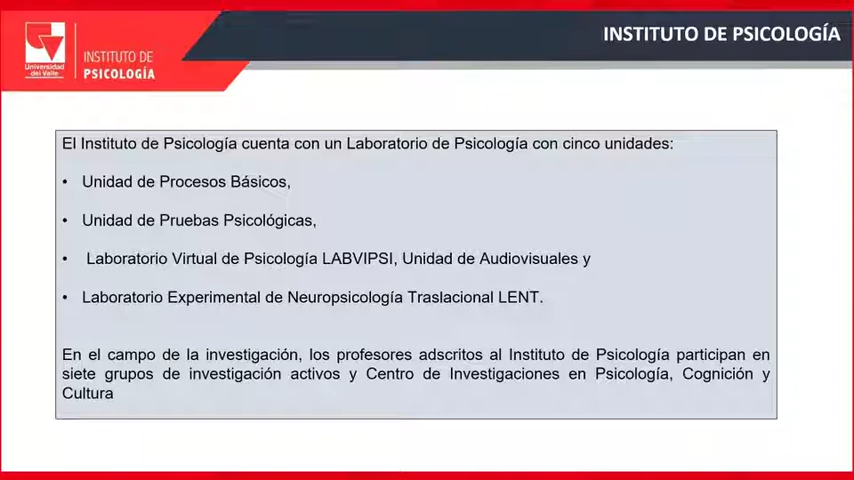 Universidad
del Valle
INSTITUTO DE
PSICOLOGÍA
INSTITUTO DE PSICOLOGÍA
El Instituto de Psicología cuenta con un Laboratorio de Psicología con cinco unidades:
• Unidad de Procesos Básicos,
• Unidad de Pruebas Psicológicas,
• Laboratorio Virtual de Psicología LABVIPSI, Unidad de Audiovisuales y
• Laboratorio Experimental de Neuropsicología Traslacional LENT.
En el campo de la investigación, los profesores adscritos al Instituto de Psicología participan en
siete grupos de investigación activos y Centro de Investigaciones en Psicología, Cognición y
Cultura